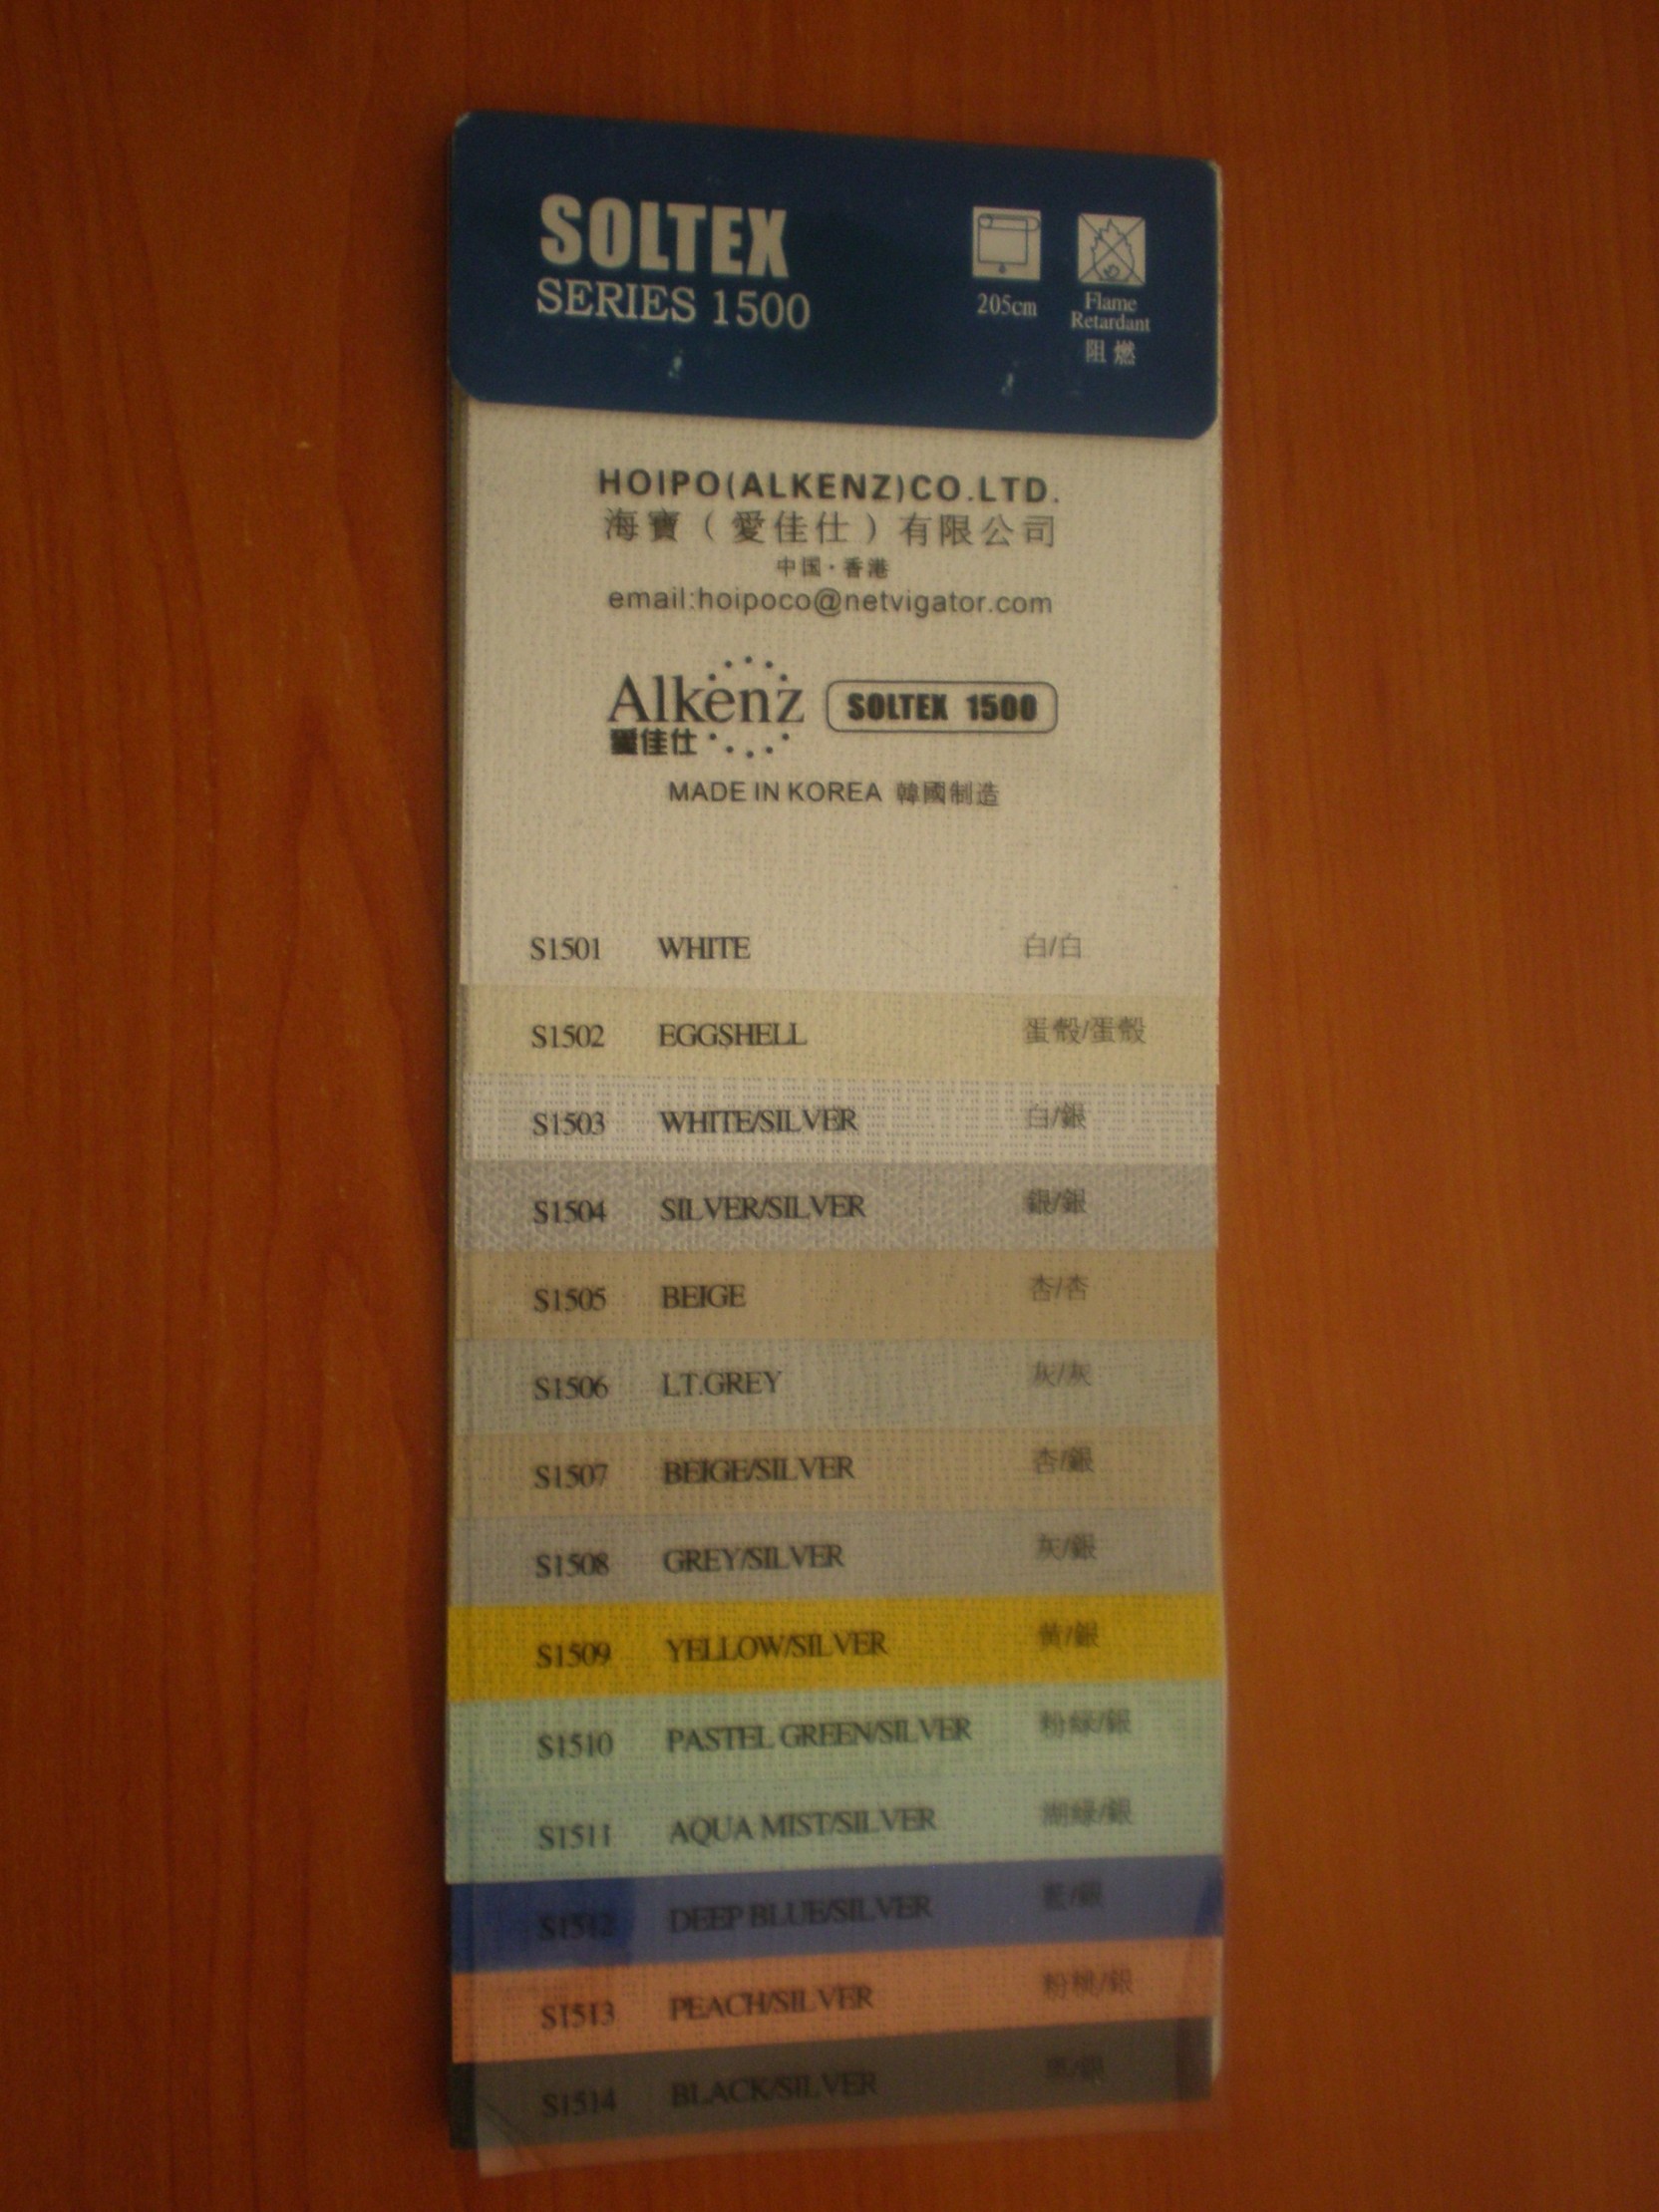 SOLTEX
SERIES 1500
205cm
Flame
Retardant
阻燃
HOIPO(ALKENZ)CO.LTD.
海寶(愛佳仕)有限公司
中国·香港
email:hoipoco@netvigator.com
Alkenz SOLTEX 1500
愛佳仕
MADE IN KOREA 韓國制造
S1501 WHITE 白/白
S1502 EGGSHELL 蛋殼/蛋殼
S1503 WHITE/SILVER 白/銀
S1504 SILVER/SILVER 銀/銀
S1505 BEIGE 杏/杏
S1506 LT.GREY 灰/灰
S1507 BEIGE/SILVER 杏/銀
S1508 GREY/SILVER 灰/銀
S1509 YELLOW/SILVER 黃/銀
S1510 PASTEL GREEN/SILVER 粉綠/銀
S1511 AQUA MIST/SILVER 湖綠/銀
S1512 DEEP BLUE/SILVER 藍/銀
S1513 PEACH/SILVER 粉桃/銀
S1514 BLACK/SILVER 黑/銀